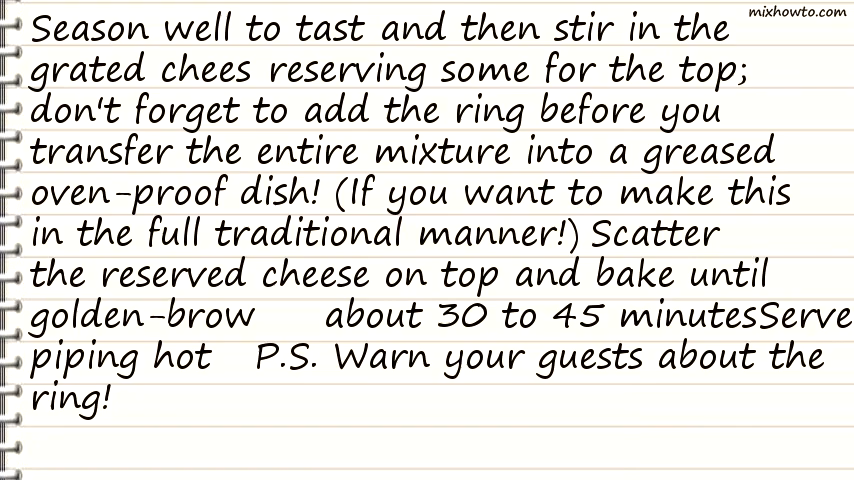 mixhowto.com
Season well to tast and then stir in the
grated chees reserving some for the top;
don't forget to add the ring before you
transfer the entire mixture into a greased
oven-proof dish! (If you want to make this
in the full traditional manner!) Scatter
the reserved cheese on top and bake until
golden-brow about 30 to 45 minutesServe
piping hot P.S. Warn your guests about the
ring!